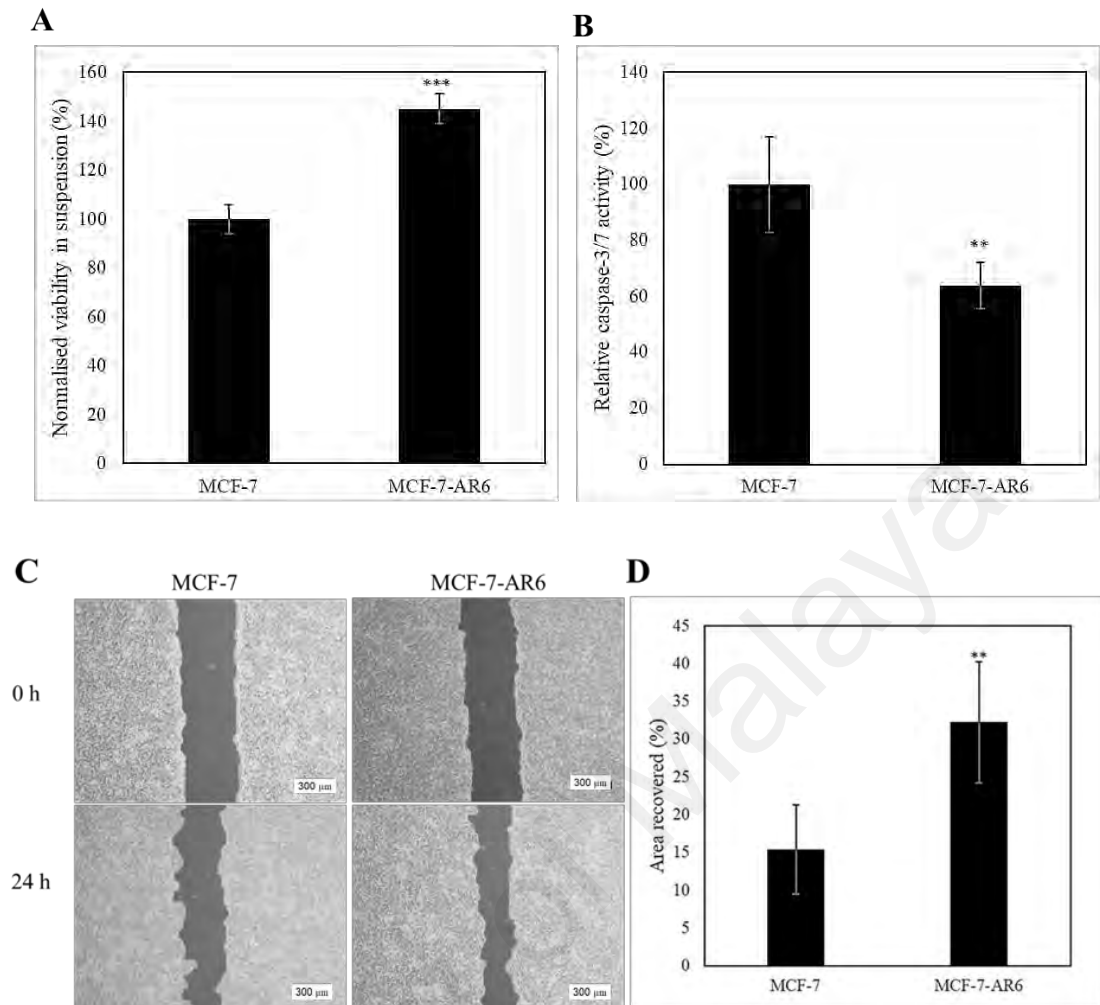 A
Normalised viability in suspension (%)
160
140
120
100
80
60
40
20
0
***
MCF-7
MCF-7-AR6
B
Relative caspase-3/7 activity (%)
140
120
100
80
60
40
20
0
**
MCF-7
MCF-7-AR6
C
MCF-7
MCF-7-AR6
0 h
300 µm
300 µm
24 h
300 µm
300 µm
D
Area recovered (%)
45
40
35
30
25
20
15
10
5
0
**
MCF-7
MCF-7-AR6
Malaya